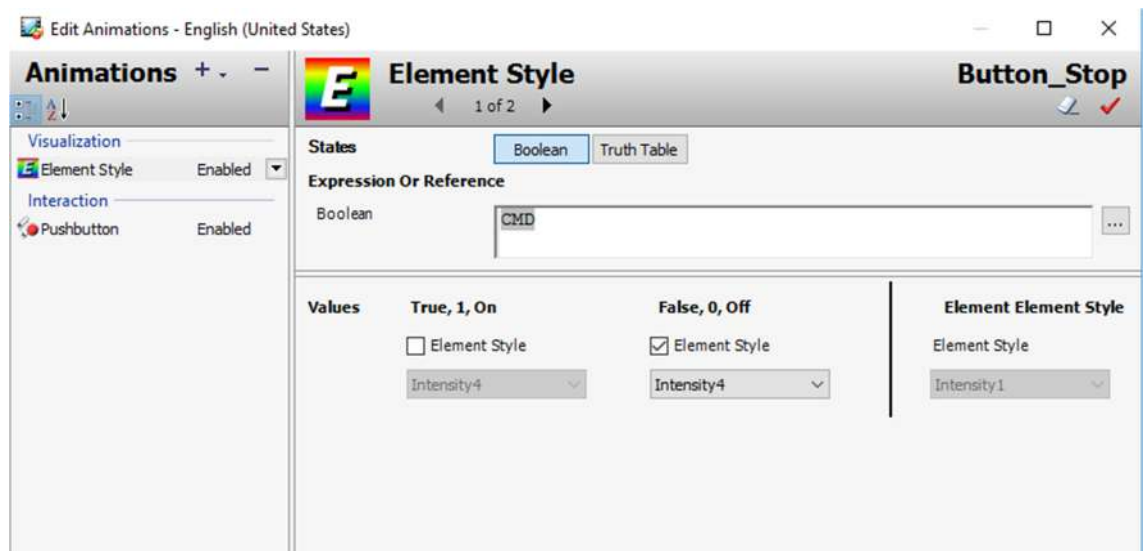 Edit Animations - English (United States)
Animations
Element Style
Button_Stop
1 of 2
Visualization
Element Style Enabled
Interaction
Pushbutton Enabled
States Boolean Truth Table
Expression Or Reference
Boolean CMD ...
Values True, 1, On False, 0, Off Element Element Style
Element Style Element Style Element Style
Intensity4 Intensity4 Intensity1